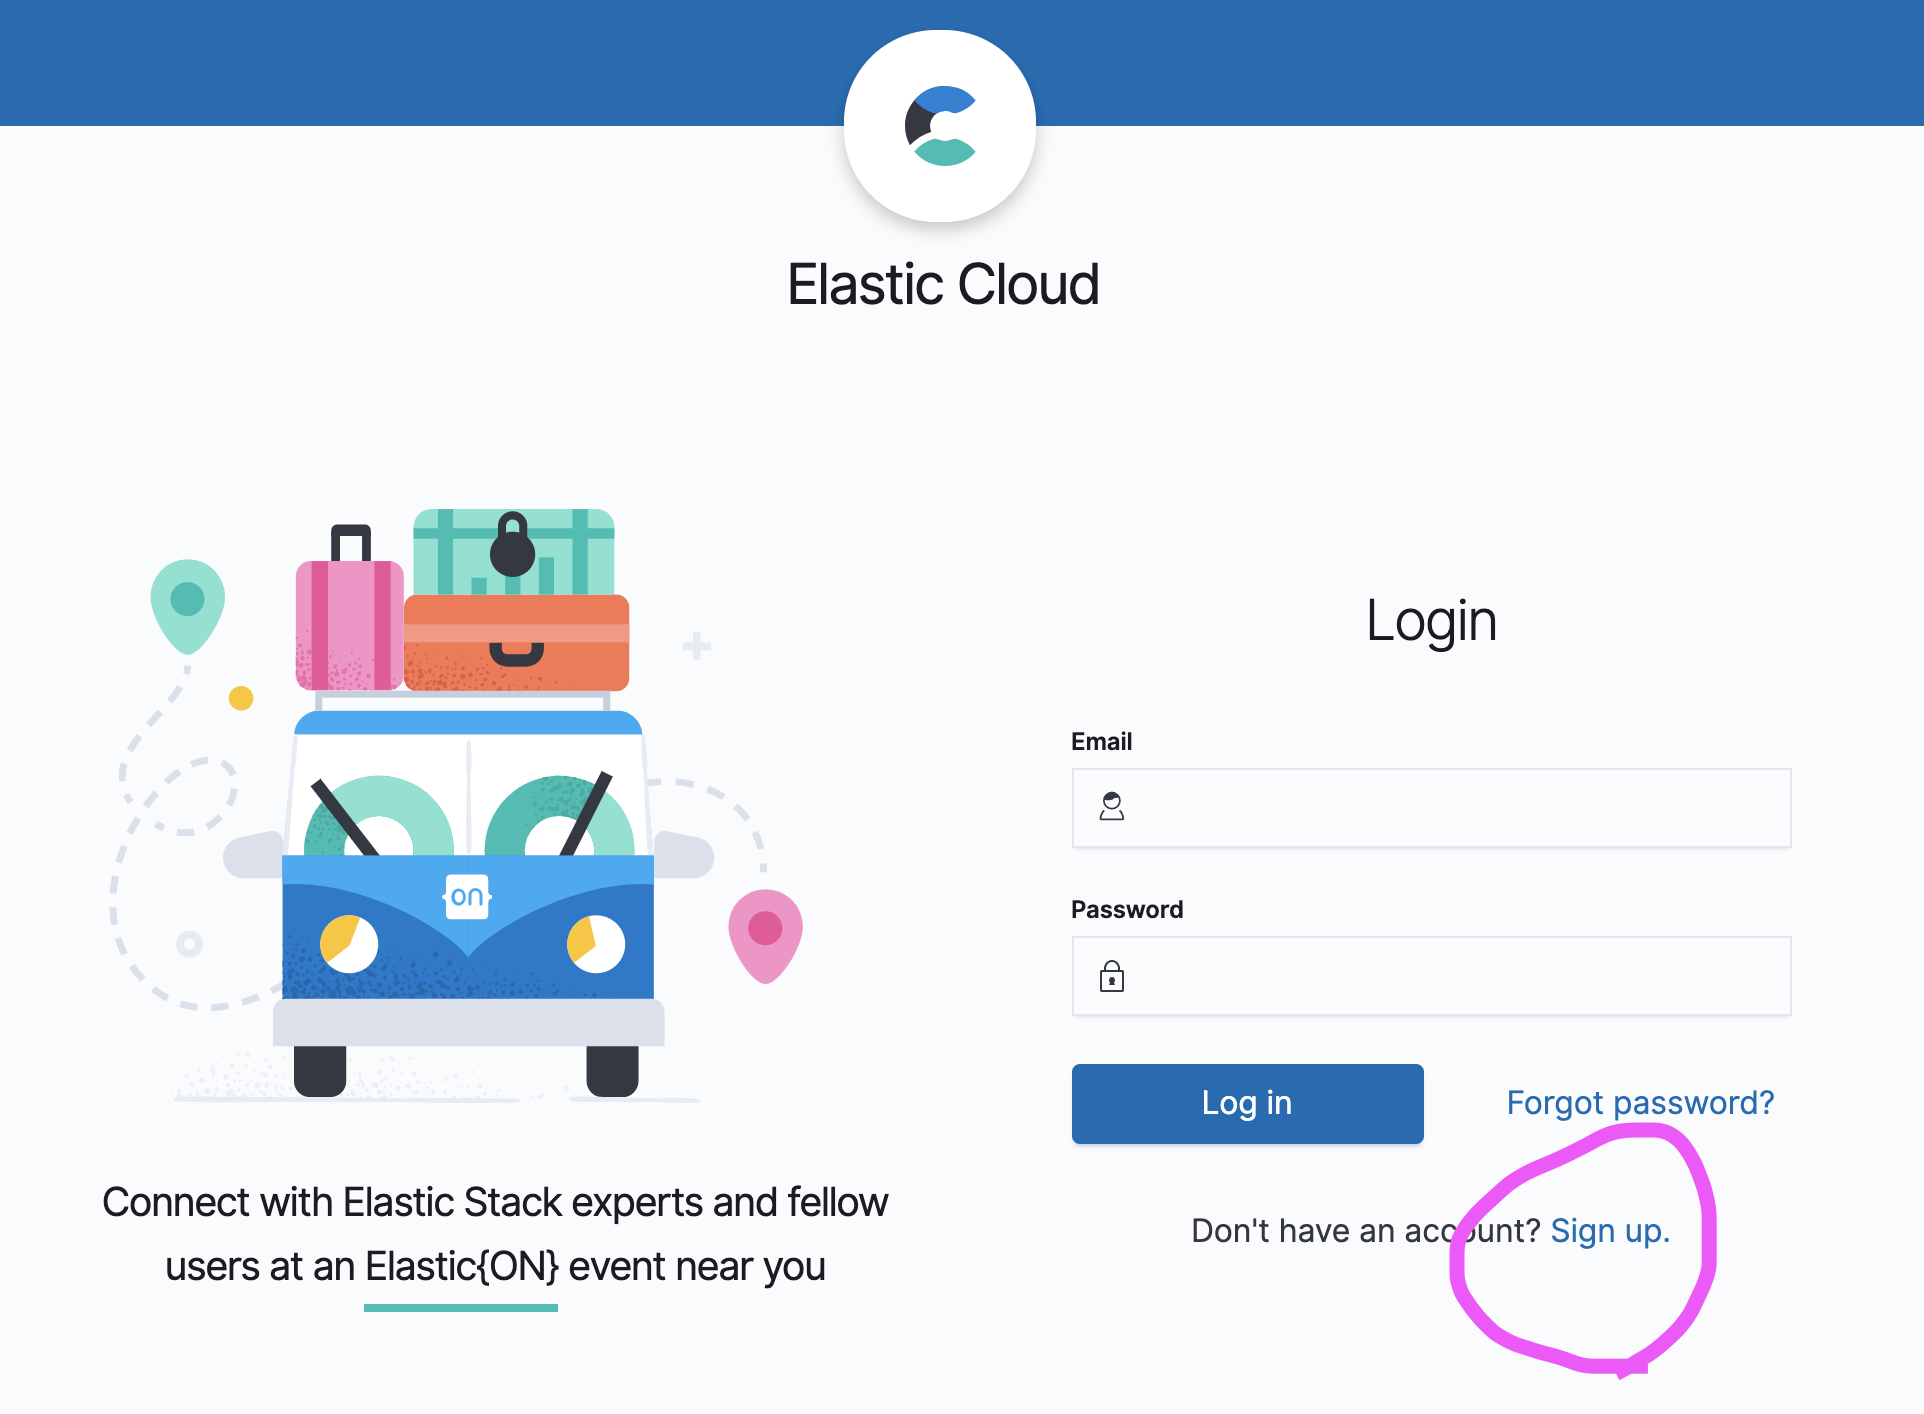 Elastic Cloud
on
Connect with Elastic Stack experts and fellow
users at an Elastic{ON} event near you
Login
Email
Password
Log in
Forgot password?
Don't have an account? Sign up.